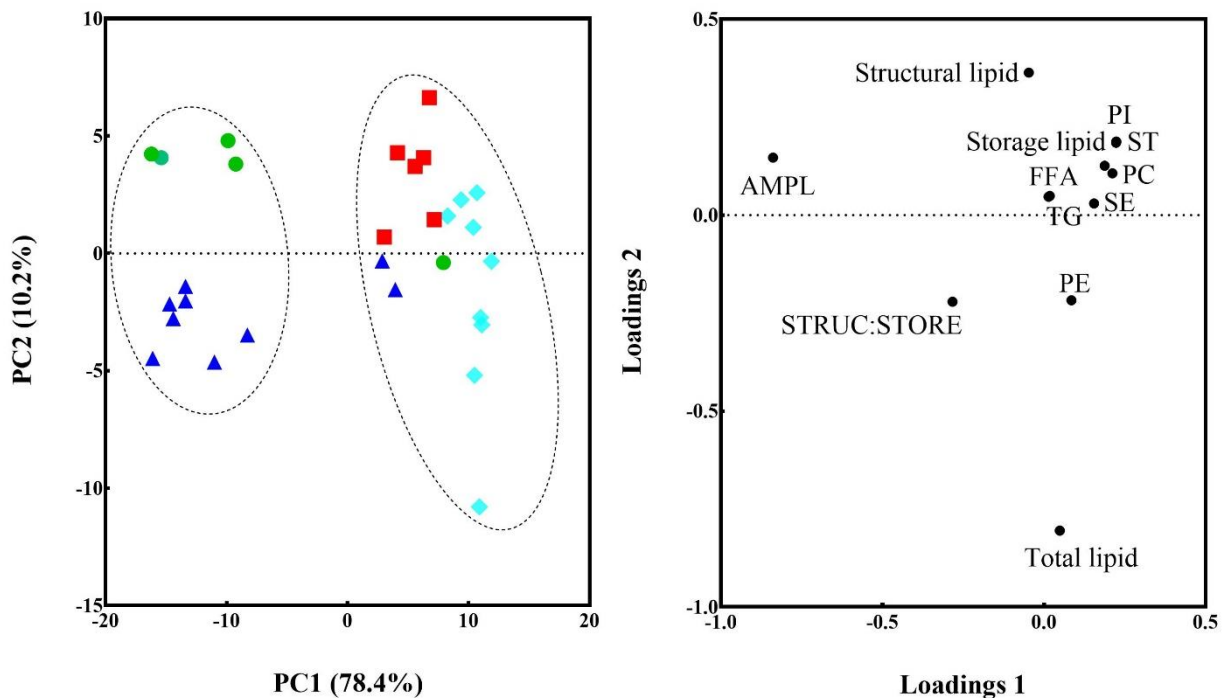 10
5
0
-5
-10
-15
-20
-10
0
10
20
PC2 (10.2%)
PC1 (78.4%)
0.5
0.0
-0.5
-1.0
-1.0
-0.5
0.0
0.5
Loadings 2
Loadings 1
Structural lipid
PI
Storage lipid
ST
AMPL
FFA
PC
TG
SE
PE
STRUC:STORE
Total lipid